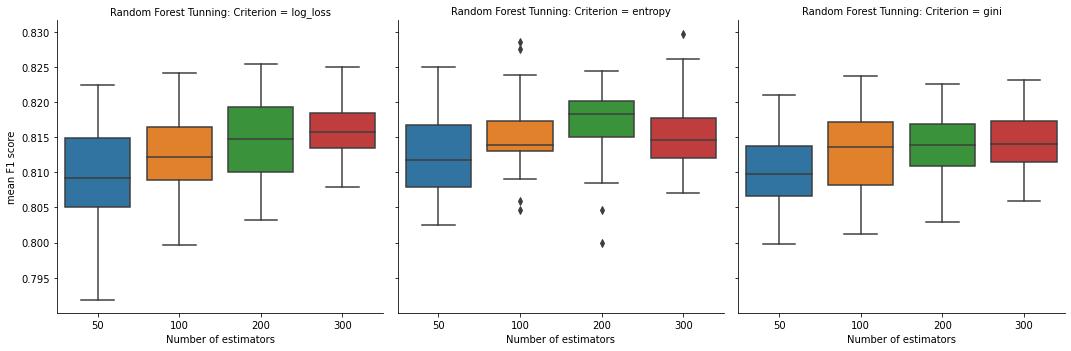 Random Forest Tunning: Criterion = log_loss
Random Forest Tunning: Criterion = entropy
Random Forest Tunning: Criterion = gini
mean F1 score
0.830
0.825
0.820
0.815
0.810
0.805
0.800
0.795
50 100 200 300
50 100 200 300
50 100 200 300
Number of estimators
Number of estimators
Number of estimators